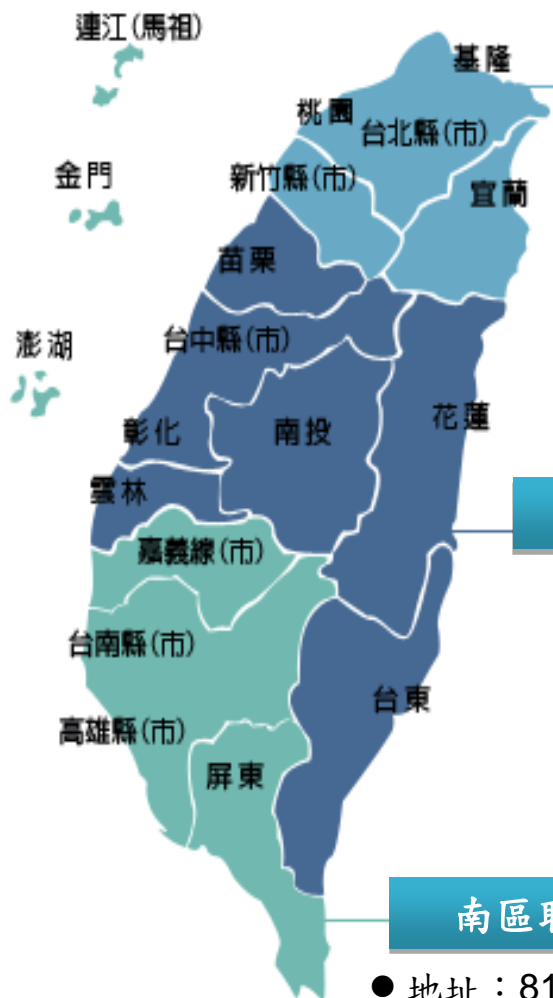 連江(馬祖)
基隆
桃園
台北縣(市)
金門
新竹縣(市)
宜蘭
苗栗
台中縣(市)
澎湖
彰化
南投
花蓮
雲林
嘉義線(市)
台南縣(市)
台東
高雄縣(市)
屏東
南區
● 地址：81